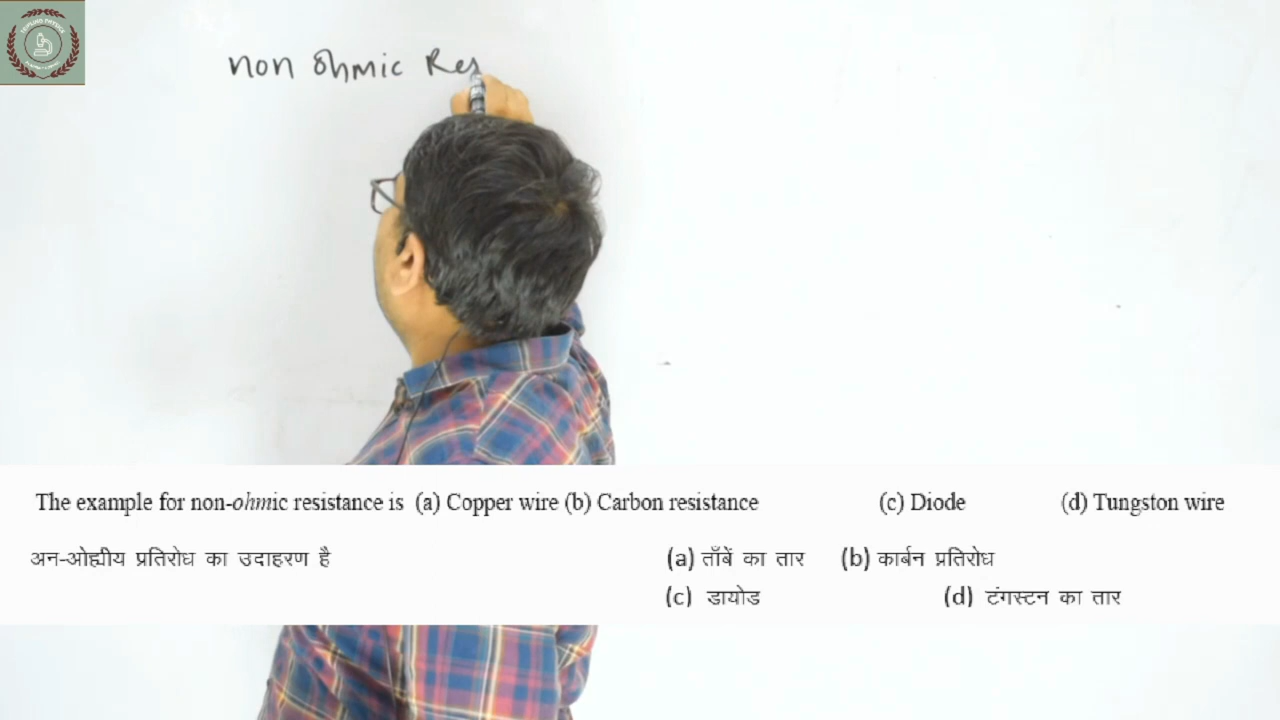 non ohmic Res
The example for non-ohmic resistance is (a) Copper wire (b) Carbon resistance (c) Diode (d) Tungston wire
अन-ओह्मीय प्रतिरोध का उदाहरण है (a) ताँबें का तार (b) कार्बन प्रतिरोध
(c) डायोड (d) टंगस्टन का तार